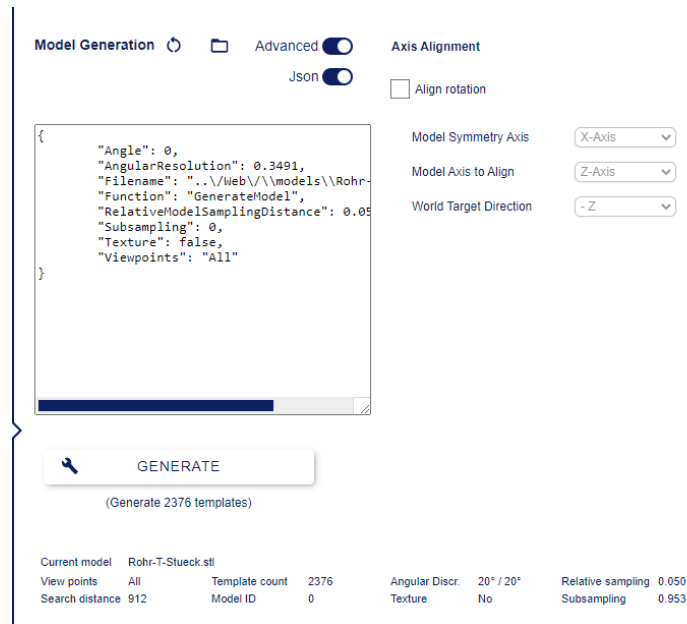 Model Generation
Advanced
Json
{
"Angle": 0,
"AngularResolution": 0.3491,
"Filename": "..\/Web\/\\models\\Rohr-
"Function": "GenerateModel",
"RelativeModelSamplingDistance": 0.05
"Subsampling": 0,
"Texture": false,
"Viewpoints": "All"
}
GENERATE
(Generate 2376 templates)
Axis Alignment
Align rotation
Model Symmetry Axis X-Axis
Model Axis to Align Z-Axis
World Target Direction - Z
Current model Rohr-T-Stueck.stl
View points All Template count 2376 Angular Discr. 20° / 20° Relative sampling 0.050
Search distance 912 Model ID 0 Texture No Subsampling 0.953